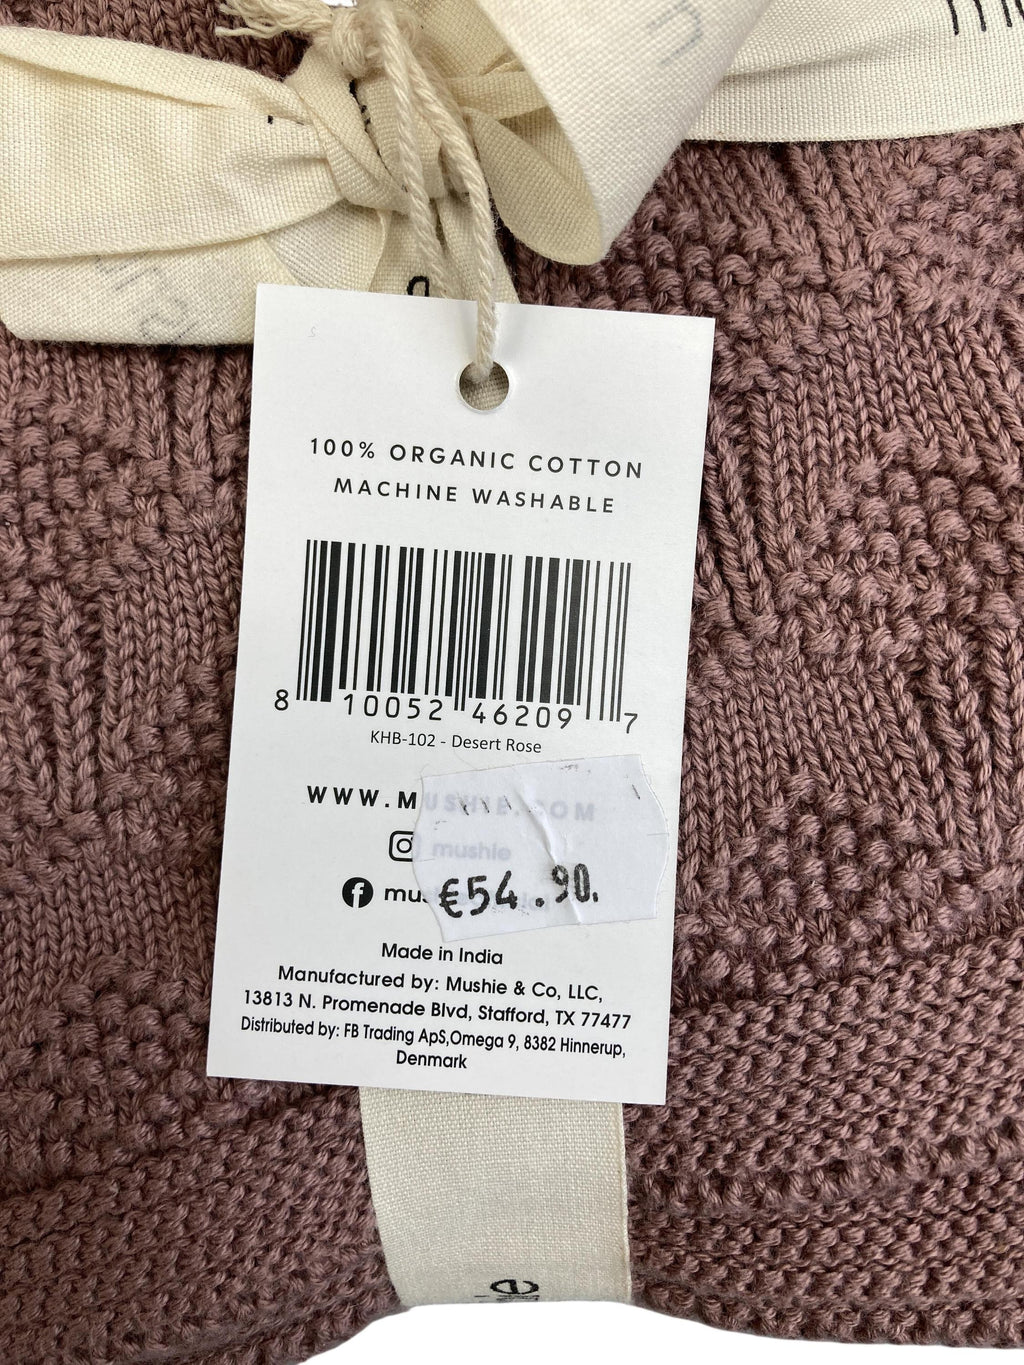 100% ORGANIC COTTON
MACHINE WASHABLE
8 10052 46209 7
KHB-102 - Desert Rose
WWW.MUSHIE.COM
mushie
€54.90.
Made in India
Manufactured by: Mushie & Co, LLC,
13813 N. Promenade Blvd, Stafford, TX 77477
Distributed by: FB Trading ApS,Omega 9, 8382 Hinnerup,
Denmark